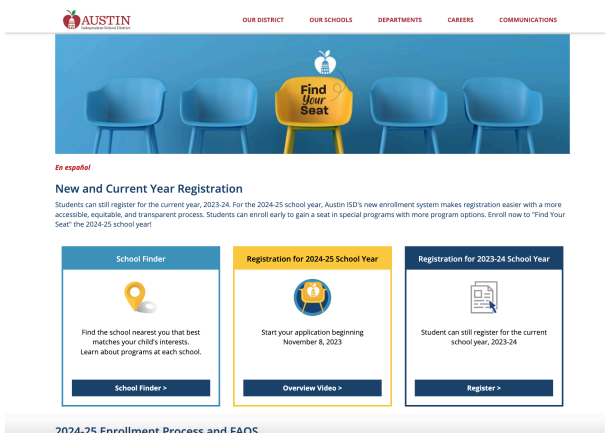 AUSTIN
Independent School District
OUR DISTRICT
OUR SCHOOLS
DEPARTMENTS
CAREERS
COMMUNICATIONS
Find
Your
Seat
En español
New and Current Year Registration
Students can still register for the current year, 2023-24. For the 2024-25 school year, Austin ISD's new enrollment system makes registration easier with a more
accessible, equitable, and transparent process. Students can enroll early to gain a seat in special programs with more program options. Enroll now to "Find Your
Seat" the 2024-25 school year!
School Finder
Find the school nearest you that best
matches your child's interests.
Learn about programs at each school.
School Finder >
Registration for 2024-25 School Year
Start your application beginning
November 8, 2023
Overview Video >
Registration for 2023-24 School Year
Student can still register for the current
school year, 2023-24
Register >
2024-25 Enrollment Process and FAQS